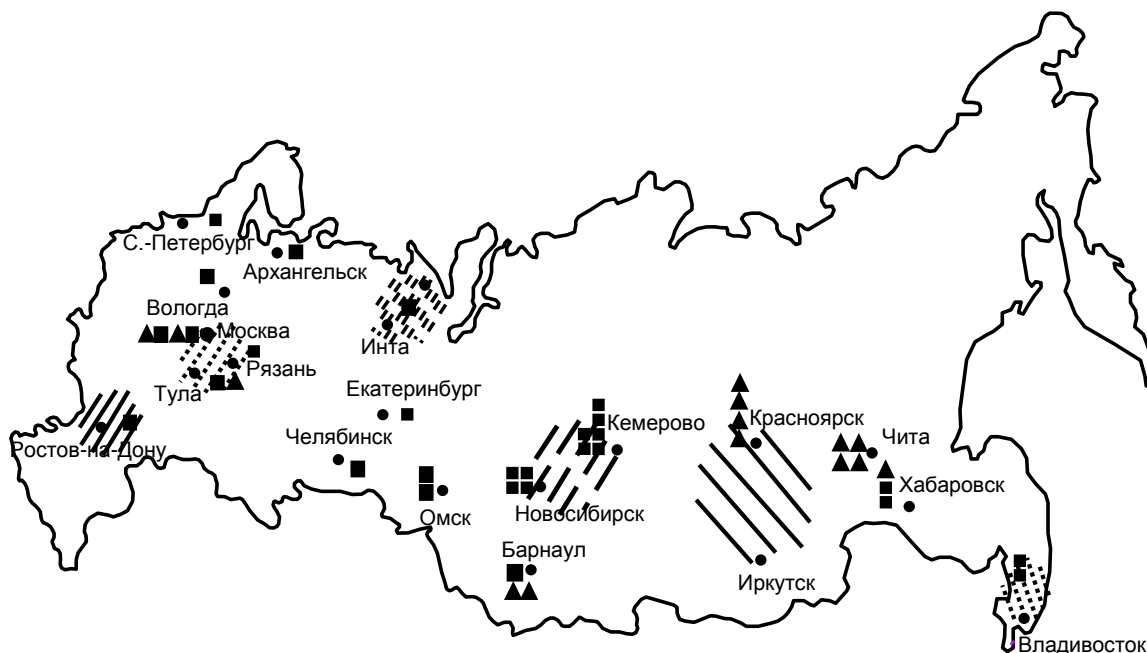 С.-Петербург
Архангельск
Вологда
Москва
Инта
Рязань
Тула
Екатеринбург
Ростов-на-Дону
Челябинск
Кемерово
Красноярск
Чита
Хабаровск
Омск
Новосибирск
Барнаул
Иркутск
Владивосток